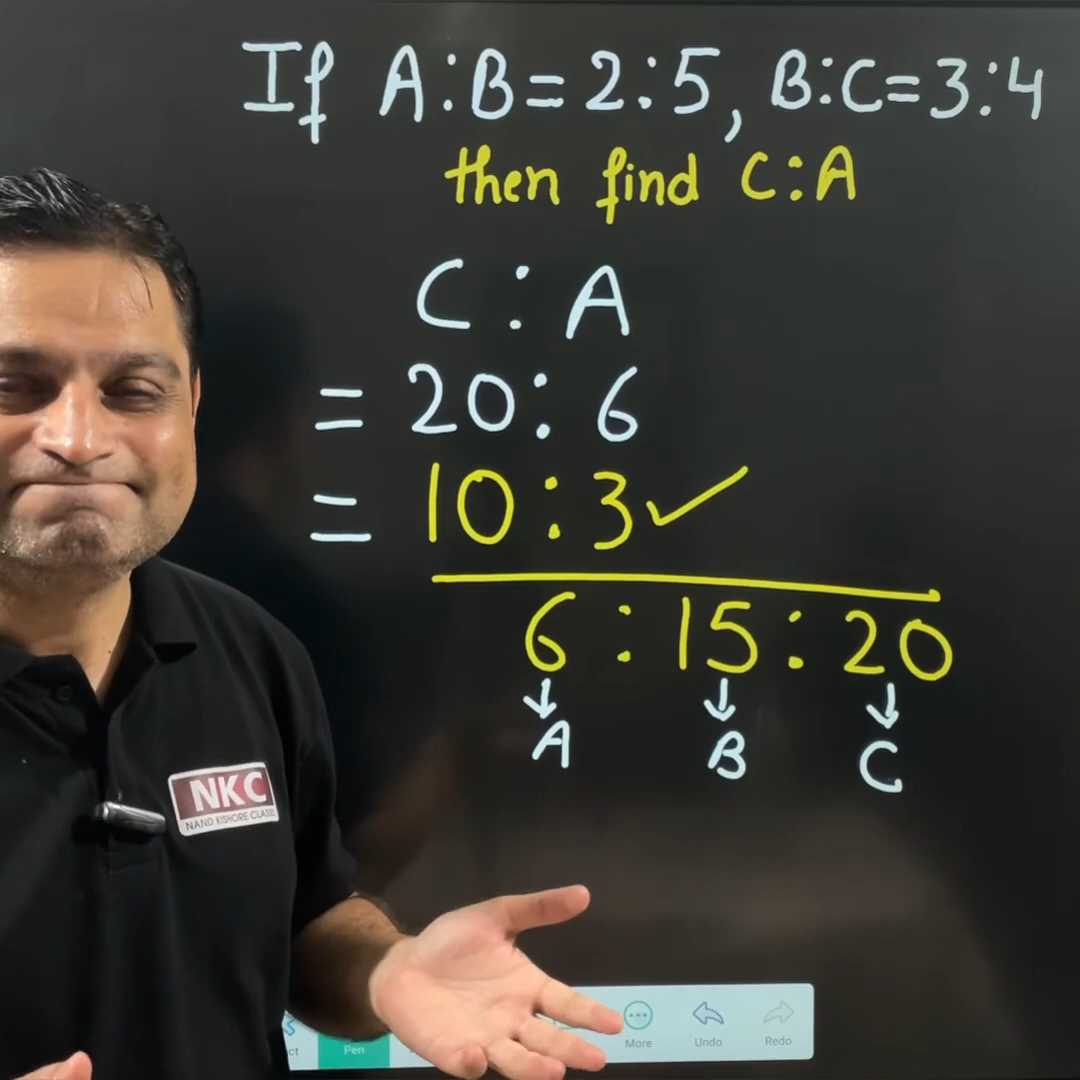 If A:B=2:5, B:C=3:4
then find C:A
C : A
= 20 : 6
= 10 : 3 ✓
6 : 15 : 20
↓ ↓ ↓
A B C
NKC
NAND KISHORE CLASSES
ct Pen More Undo Redo